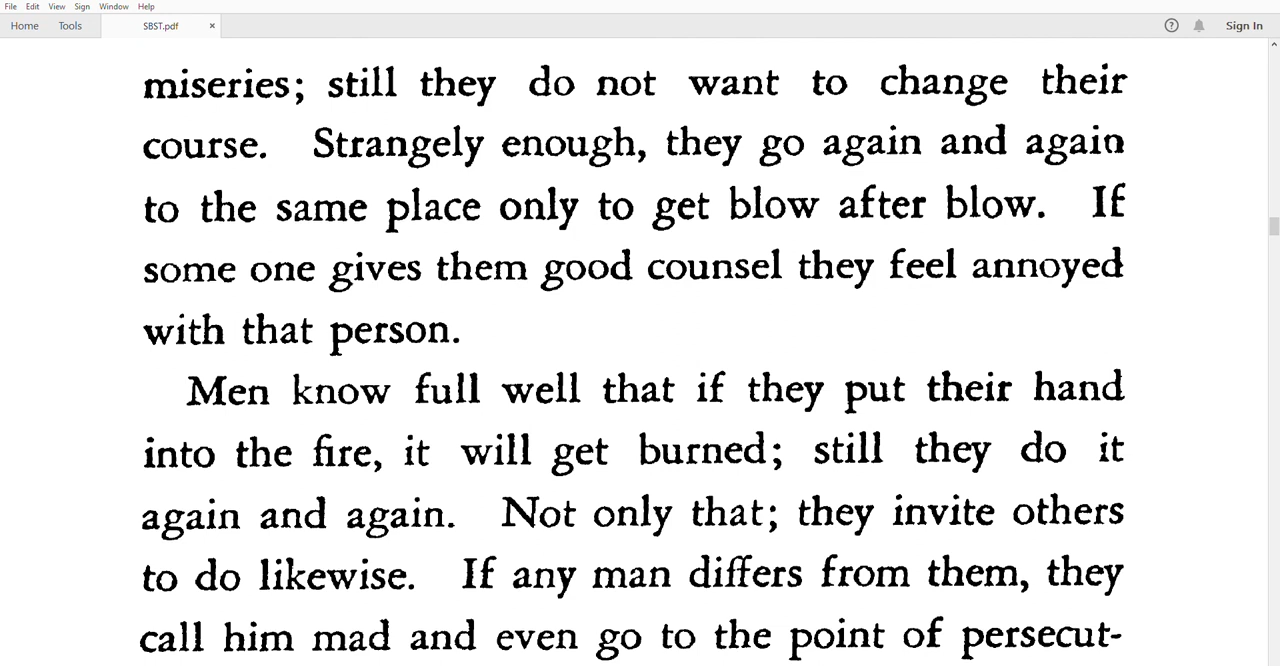 File Edit View Sign Window Help
Home Tools SBST.pdf × ? Sign In
miseries; still they do not want to change their
course. Strangely enough, they go again and again
to the same place only to get blow after blow. If
some one gives them good counsel they feel annoyed
with that person.
Men know full well that if they put their hand
into the fire, it will get burned; still they do it
again and again. Not only that; they invite others
to do likewise. If any man differs from them, they
call him mad and even go to the point of persecut-